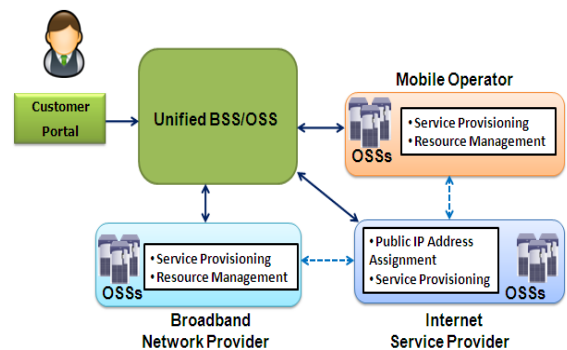 Customer
Portal
Unified BSS/OSS
Mobile Operator
OSSs
• Service Provisioning
• Resource Management
OSSs
• Service Provisioning
• Resource Management
Broadband
Network Provider
• Public IP Address
Assignment
• Service Provisioning
OSSs
Internet
Service Provider